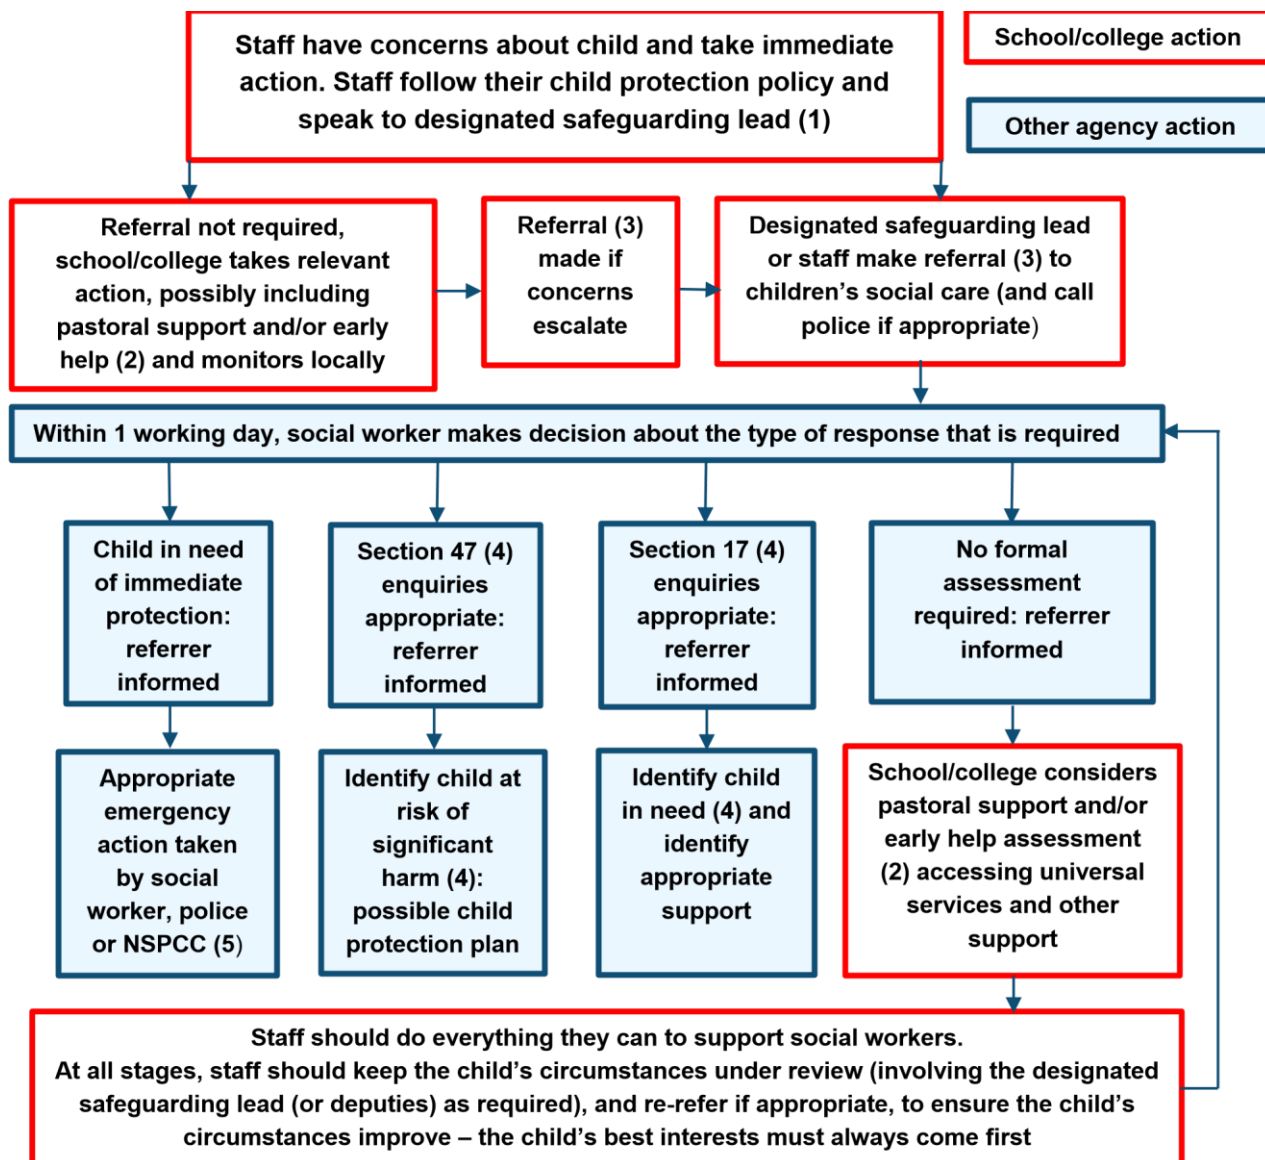 Staff have concerns about child and take immediate
action. Staff follow their child protection policy and
speak to designated safeguarding lead (1)
School/college action
Other agency action
Referral not required,
school/college takes relevant
action, possibly including
pastoral support and/or early
help (2) and monitors locally
Referral (3)
made if
concerns
escalate
Designated safeguarding lead
or staff make referral (3) to
children’s social care (and call
police if appropriate)
Within 1 working day, social worker makes decision about the type of response that is required
Child in need
of immediate
protection:
referrer
informed
Section 47 (4)
enquiries
appropriate:
referrer
informed
Section 17 (4)
enquiries
appropriate:
referrer
informed
No formal
assessment
required: referrer
informed
Appropriate
emergency
action taken
by social
worker, police
or NSPCC (5)
Identify child at
risk of
significant
harm (4):
possible child
protection plan
Identify child
in need (4) and
identify
appropriate
support
School/college considers
pastoral support and/or
early help assessment
(2) accessing universal
services and other
support
Staff should do everything they can to support social workers.
At all stages, staff should keep the child’s circumstances under review (involving the designated
safeguarding lead (or deputies) as required), and re-refer if appropriate, to ensure the child’s
circumstances improve – the child’s best interests must always come first